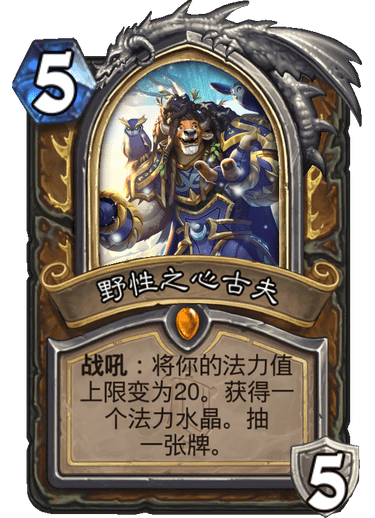 5
野性之心古夫
战吼：将你的法力值
上限变为20。获得一
个法力水晶。抽
一张牌。
5